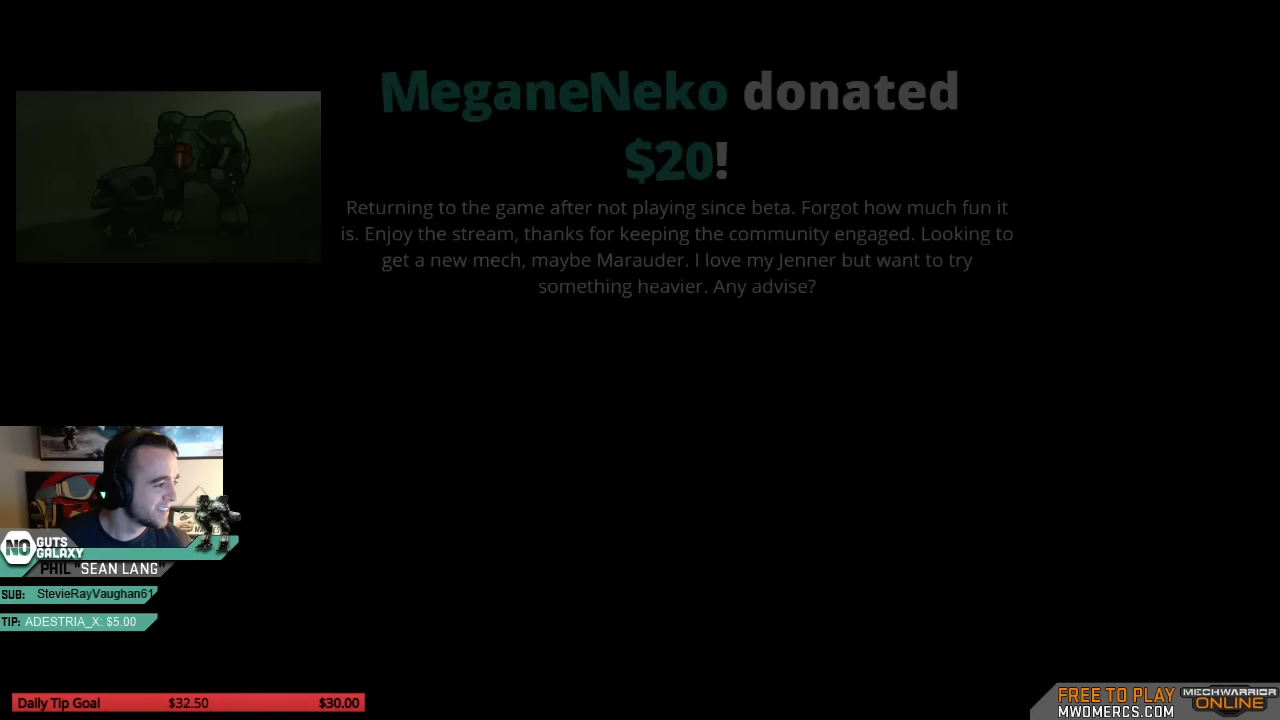 MeganeNeko donated
$20!
Returning to the game after not playing since beta. Forgot how much fun it
is. Enjoy the stream, thanks for keeping the community engaged. Looking to
get a new mech, maybe Marauder. I love my Jenner but want to try
something heavier. Any advise?
NO GUTS
GALAXY
PHIL "SEAN LANG"
SUB: StevieRayVaughan61
TIP: ADESTRIA_X: $5.00
Daily Tip Goal $32.50 $30.00
FREE TO PLAY
MWOMERCS.COM
MECHWARRIOR
ONLINE